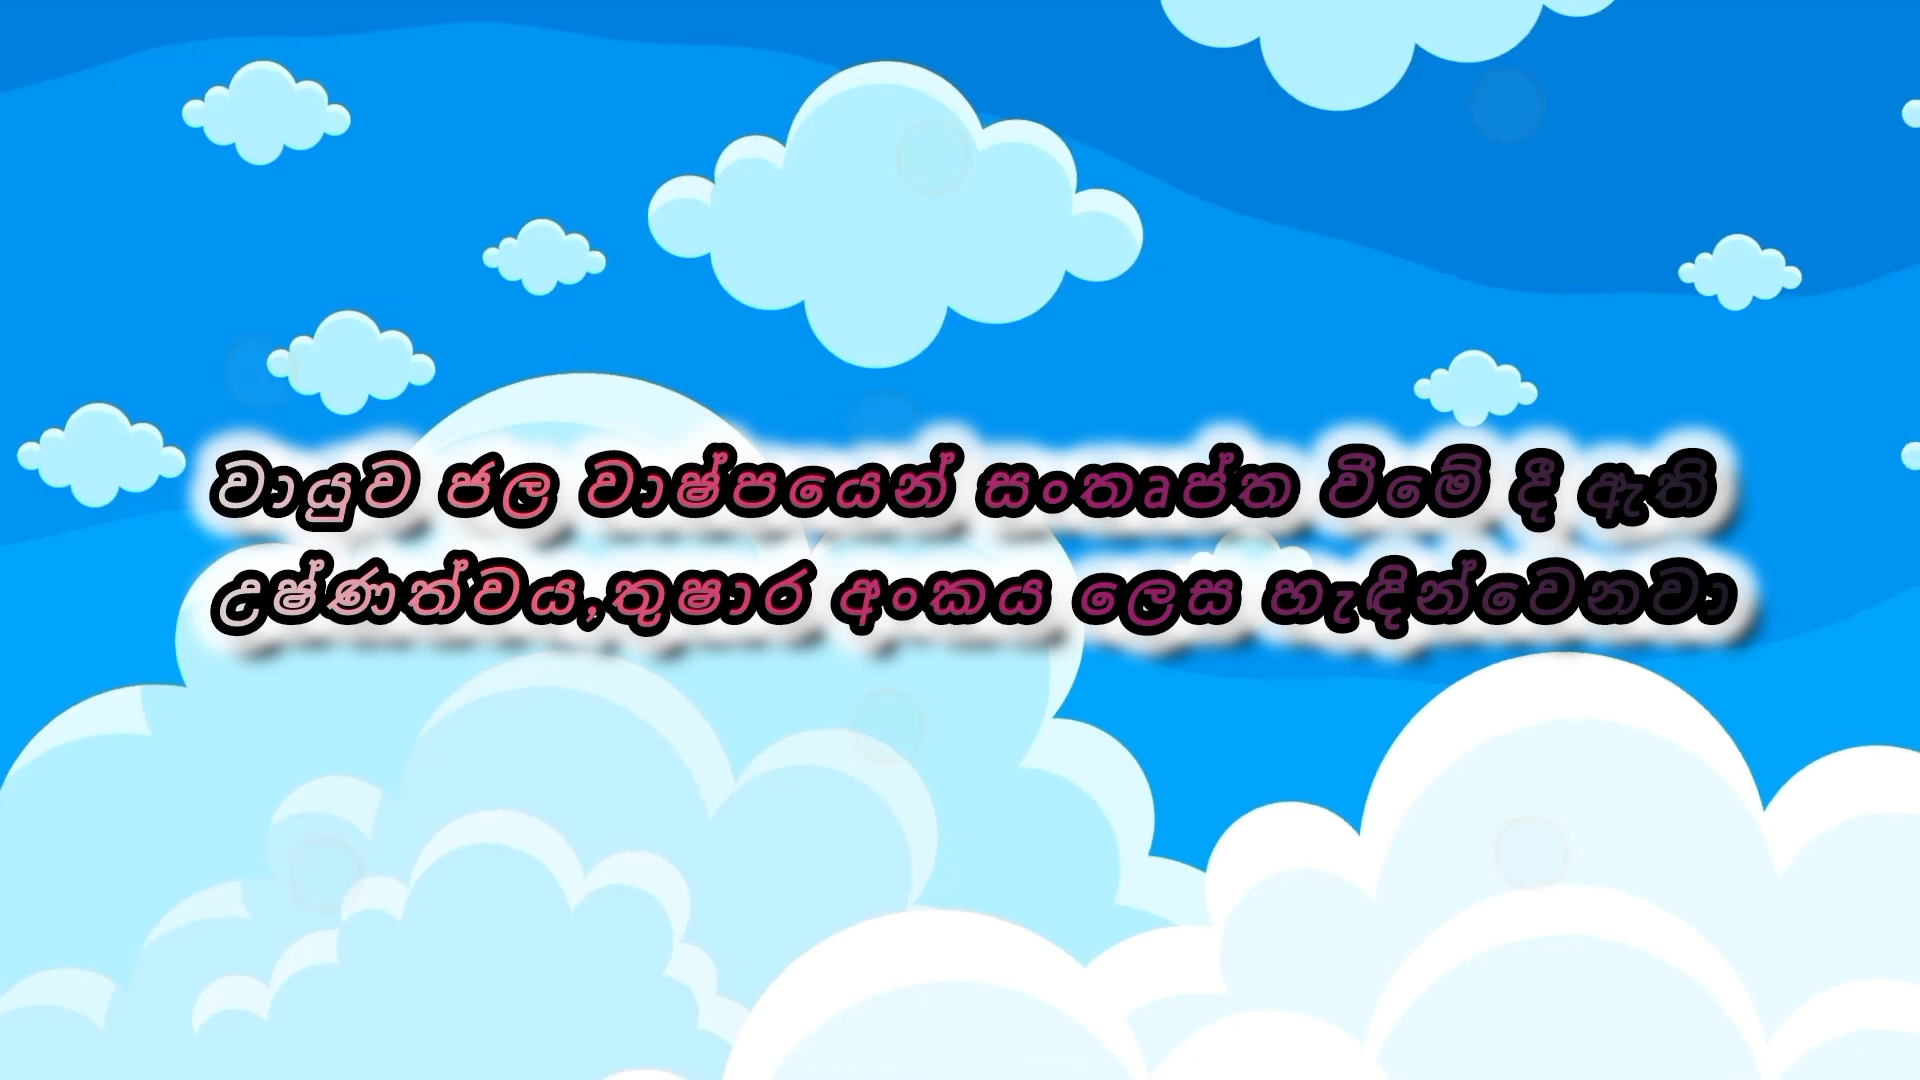 වායුව ජල වාෂ්පයෙන් සංතෘප්ත වීමේ දී ඇති
උෂ්ණත්වය,තුෂාර අංකය ලෙස හැඳින්වෙනවා